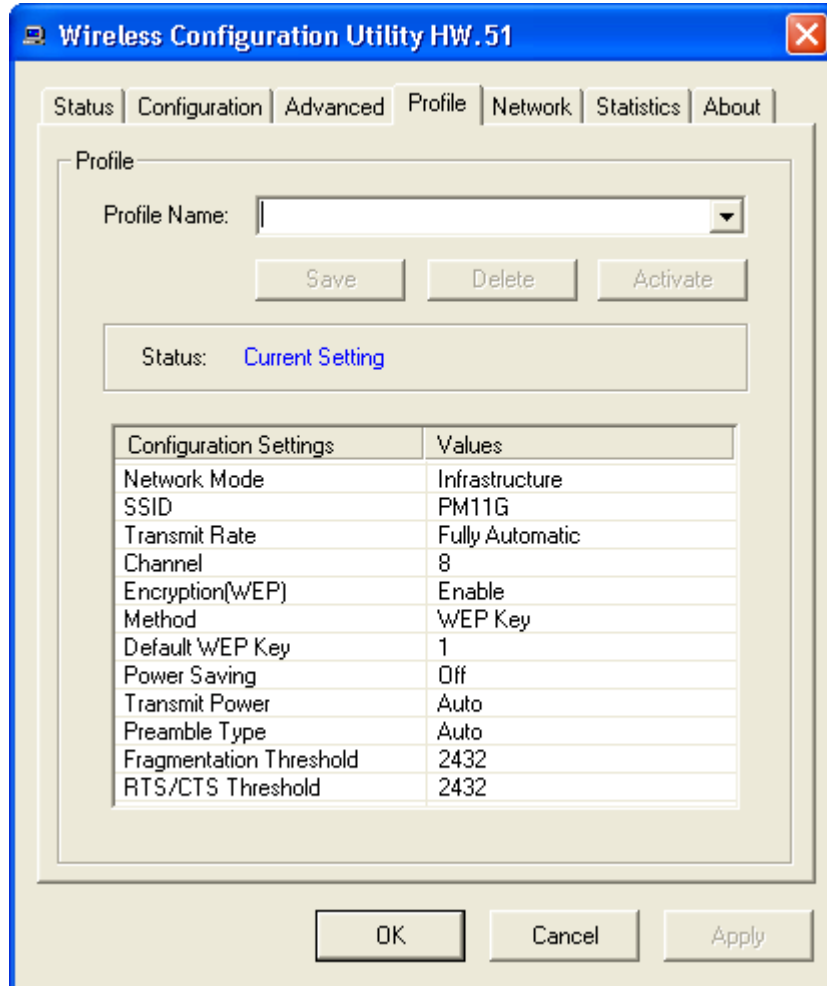 Wireless Configuration Utility HW.51
Status Configuration Advanced Profile Network Statistics About
Profile
Profile Name:
Save Delete Activate
Status: Current Setting
Configuration Settings Values
Network Mode Infrastructure
SSID PM11G
Transmit Rate Fully Automatic
Channel 8
Encryption(WEP) Enable
Method WEP Key
Default WEP Key 1
Power Saving Off
Transmit Power Auto
Preamble Type Auto
Fragmentation Threshold 2432
RTS/CTS Threshold 2432
OK Cancel Apply